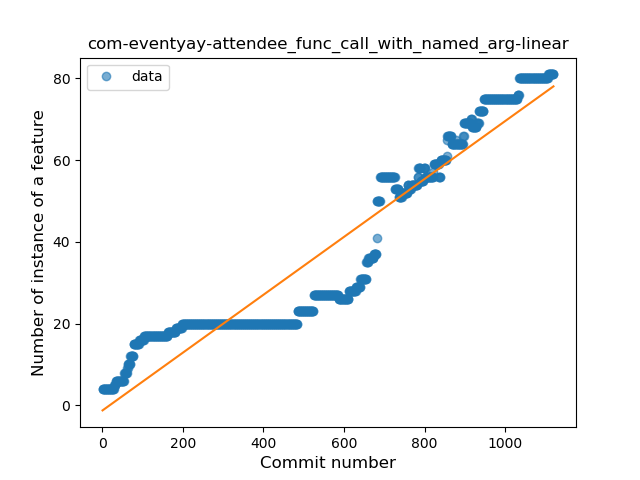 com-eventyay-attendee_func_call_with_named_arg-linear
data
Number of instance of a feature
80
60
40
20
0
0 200 400 600 800 1000
Commit number